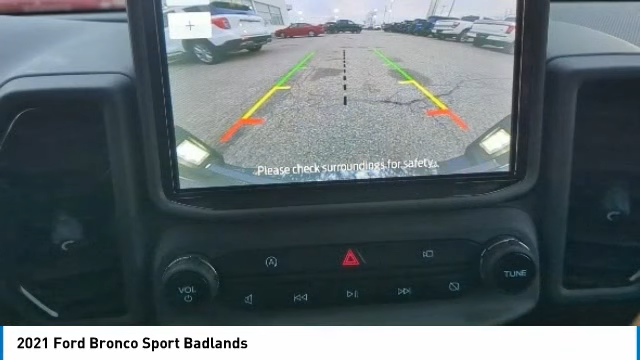 Please check surroundings for safety.
VOL
TUNE
2021 Ford Bronco Sport Badlands